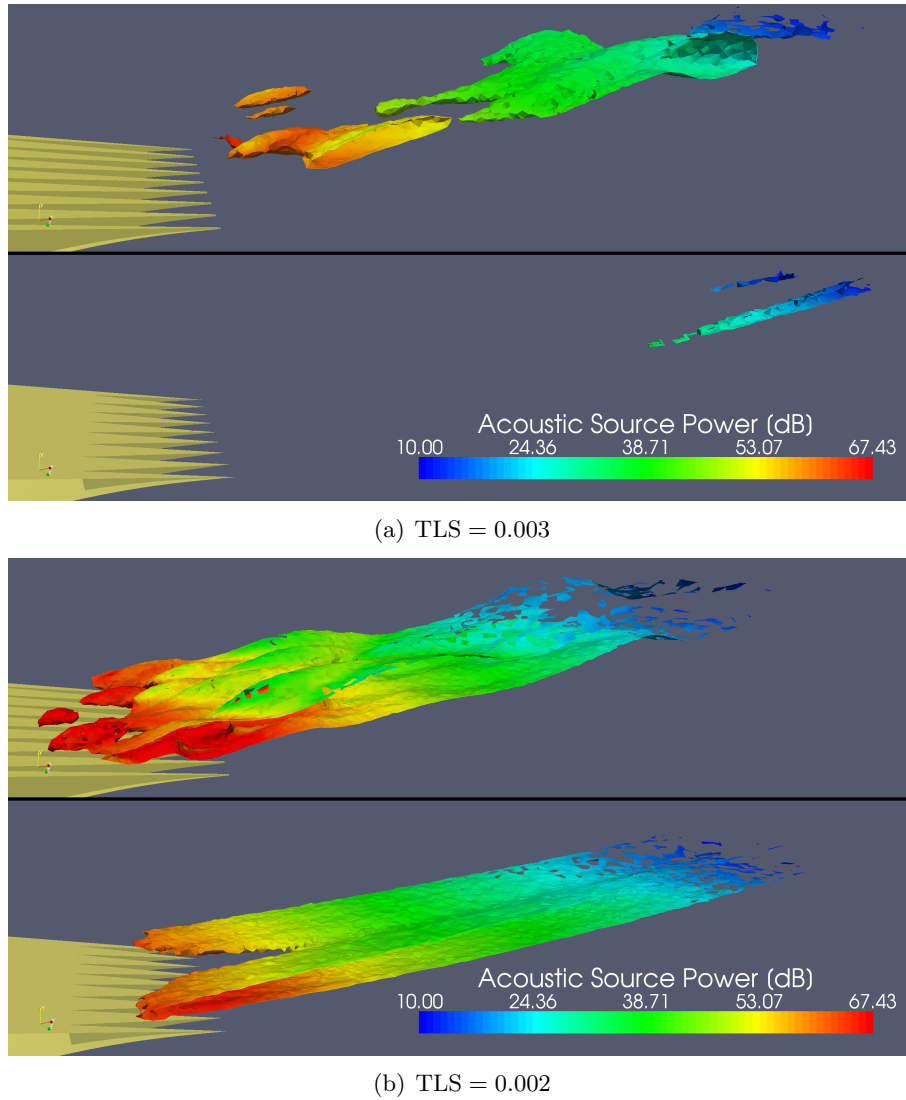 Acoustic Source Power (dB)
10.00 24.36 38.71 53.07 67.43
(a) TLS = 0.003
Acoustic Source Power (dB)
10.00 24.36 38.71 53.07 67.43
(b) TLS = 0.002